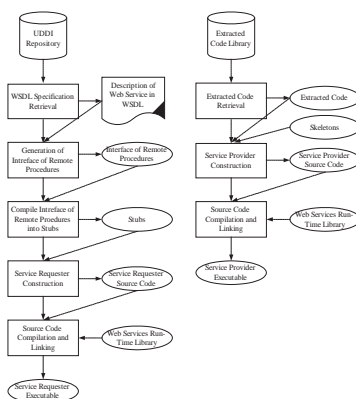 UDDI
Repository
WSDL Specification
Retrieval
Description of
Web Service in
WSDL
Generation of
Intreface of Remote
Procedures
Interface of Remote
Procedures
Compile Intreface of
Remote Proedures
into Stubs
Stubs
Service Requester
Construction
Service Requester
Source Code
Source Code
Compilation and
Linking
Web Services Run-
Time Library
Service Requester
Executable
Extracted
Code Library
Extracted Code
Retrieval
Extracted Code
Skeletons
Service Provider
Construction
Service Provider
Source Code
Source Code
Compilation and
Linking
Web Services Run-
Time Library
Service Provider
Executable